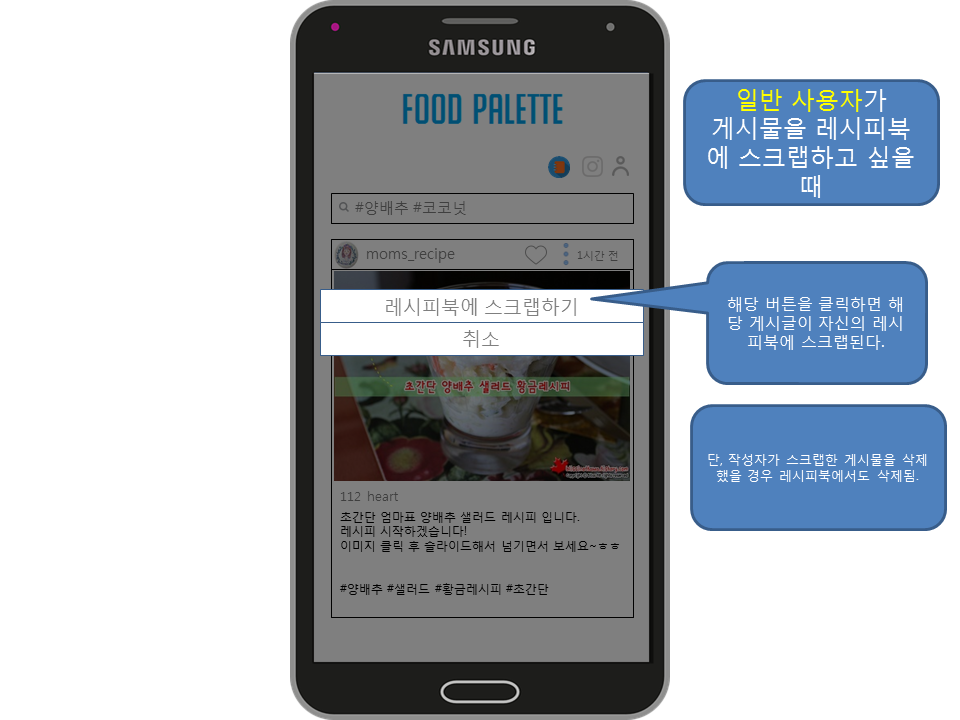 SAMSUNG
FOOD PALETTE
#양배추 #코코넛
moms_recipe
1시간 전
레시피북에 스크랩하기
취소
초간단 양배추 샐러드 황금레시피
112 heart
초간단 엄마표 양배추 샐러드 레시피 입니다.
레시피 시작하겠습니다!
이미지 클릭 후 슬라이드해서 넘기면서 보세요~ㅎㅎ
#양배추 #샐러드 #황금레시피 #초간단
일반 사용자가
게시물을 레시피북
에 스크랩하고 싶을
때
해당 버튼을 클릭하면 해
당 게시글이 자신의 레시
피북에 스크랩된다.
단, 작성자가 스크랩한 게시물을 삭제
했을 경우 레시피북에서도 삭제됨.